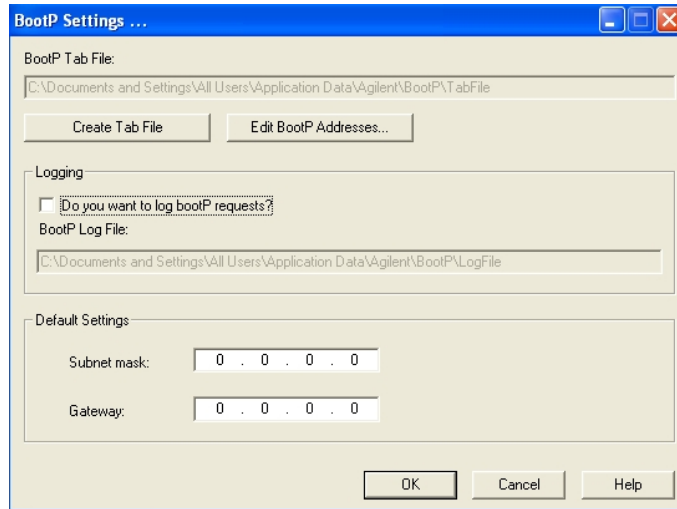 BootP Settings ...
BootP Tab File:
C:\Documents and Settings\All Users\Application Data\Agilent\BootP\TabFile
Create Tab File Edit BootP Addresses...
Logging
Do you want to log bootP requests?
BootP Log File:
C:\Documents and Settings\All Users\Application Data\Agilent\BootP\LogFile
Default Settings
Subnet mask: 0 . 0 . 0 . 0
Gateway: 0 . 0 . 0 . 0
OK Cancel Help